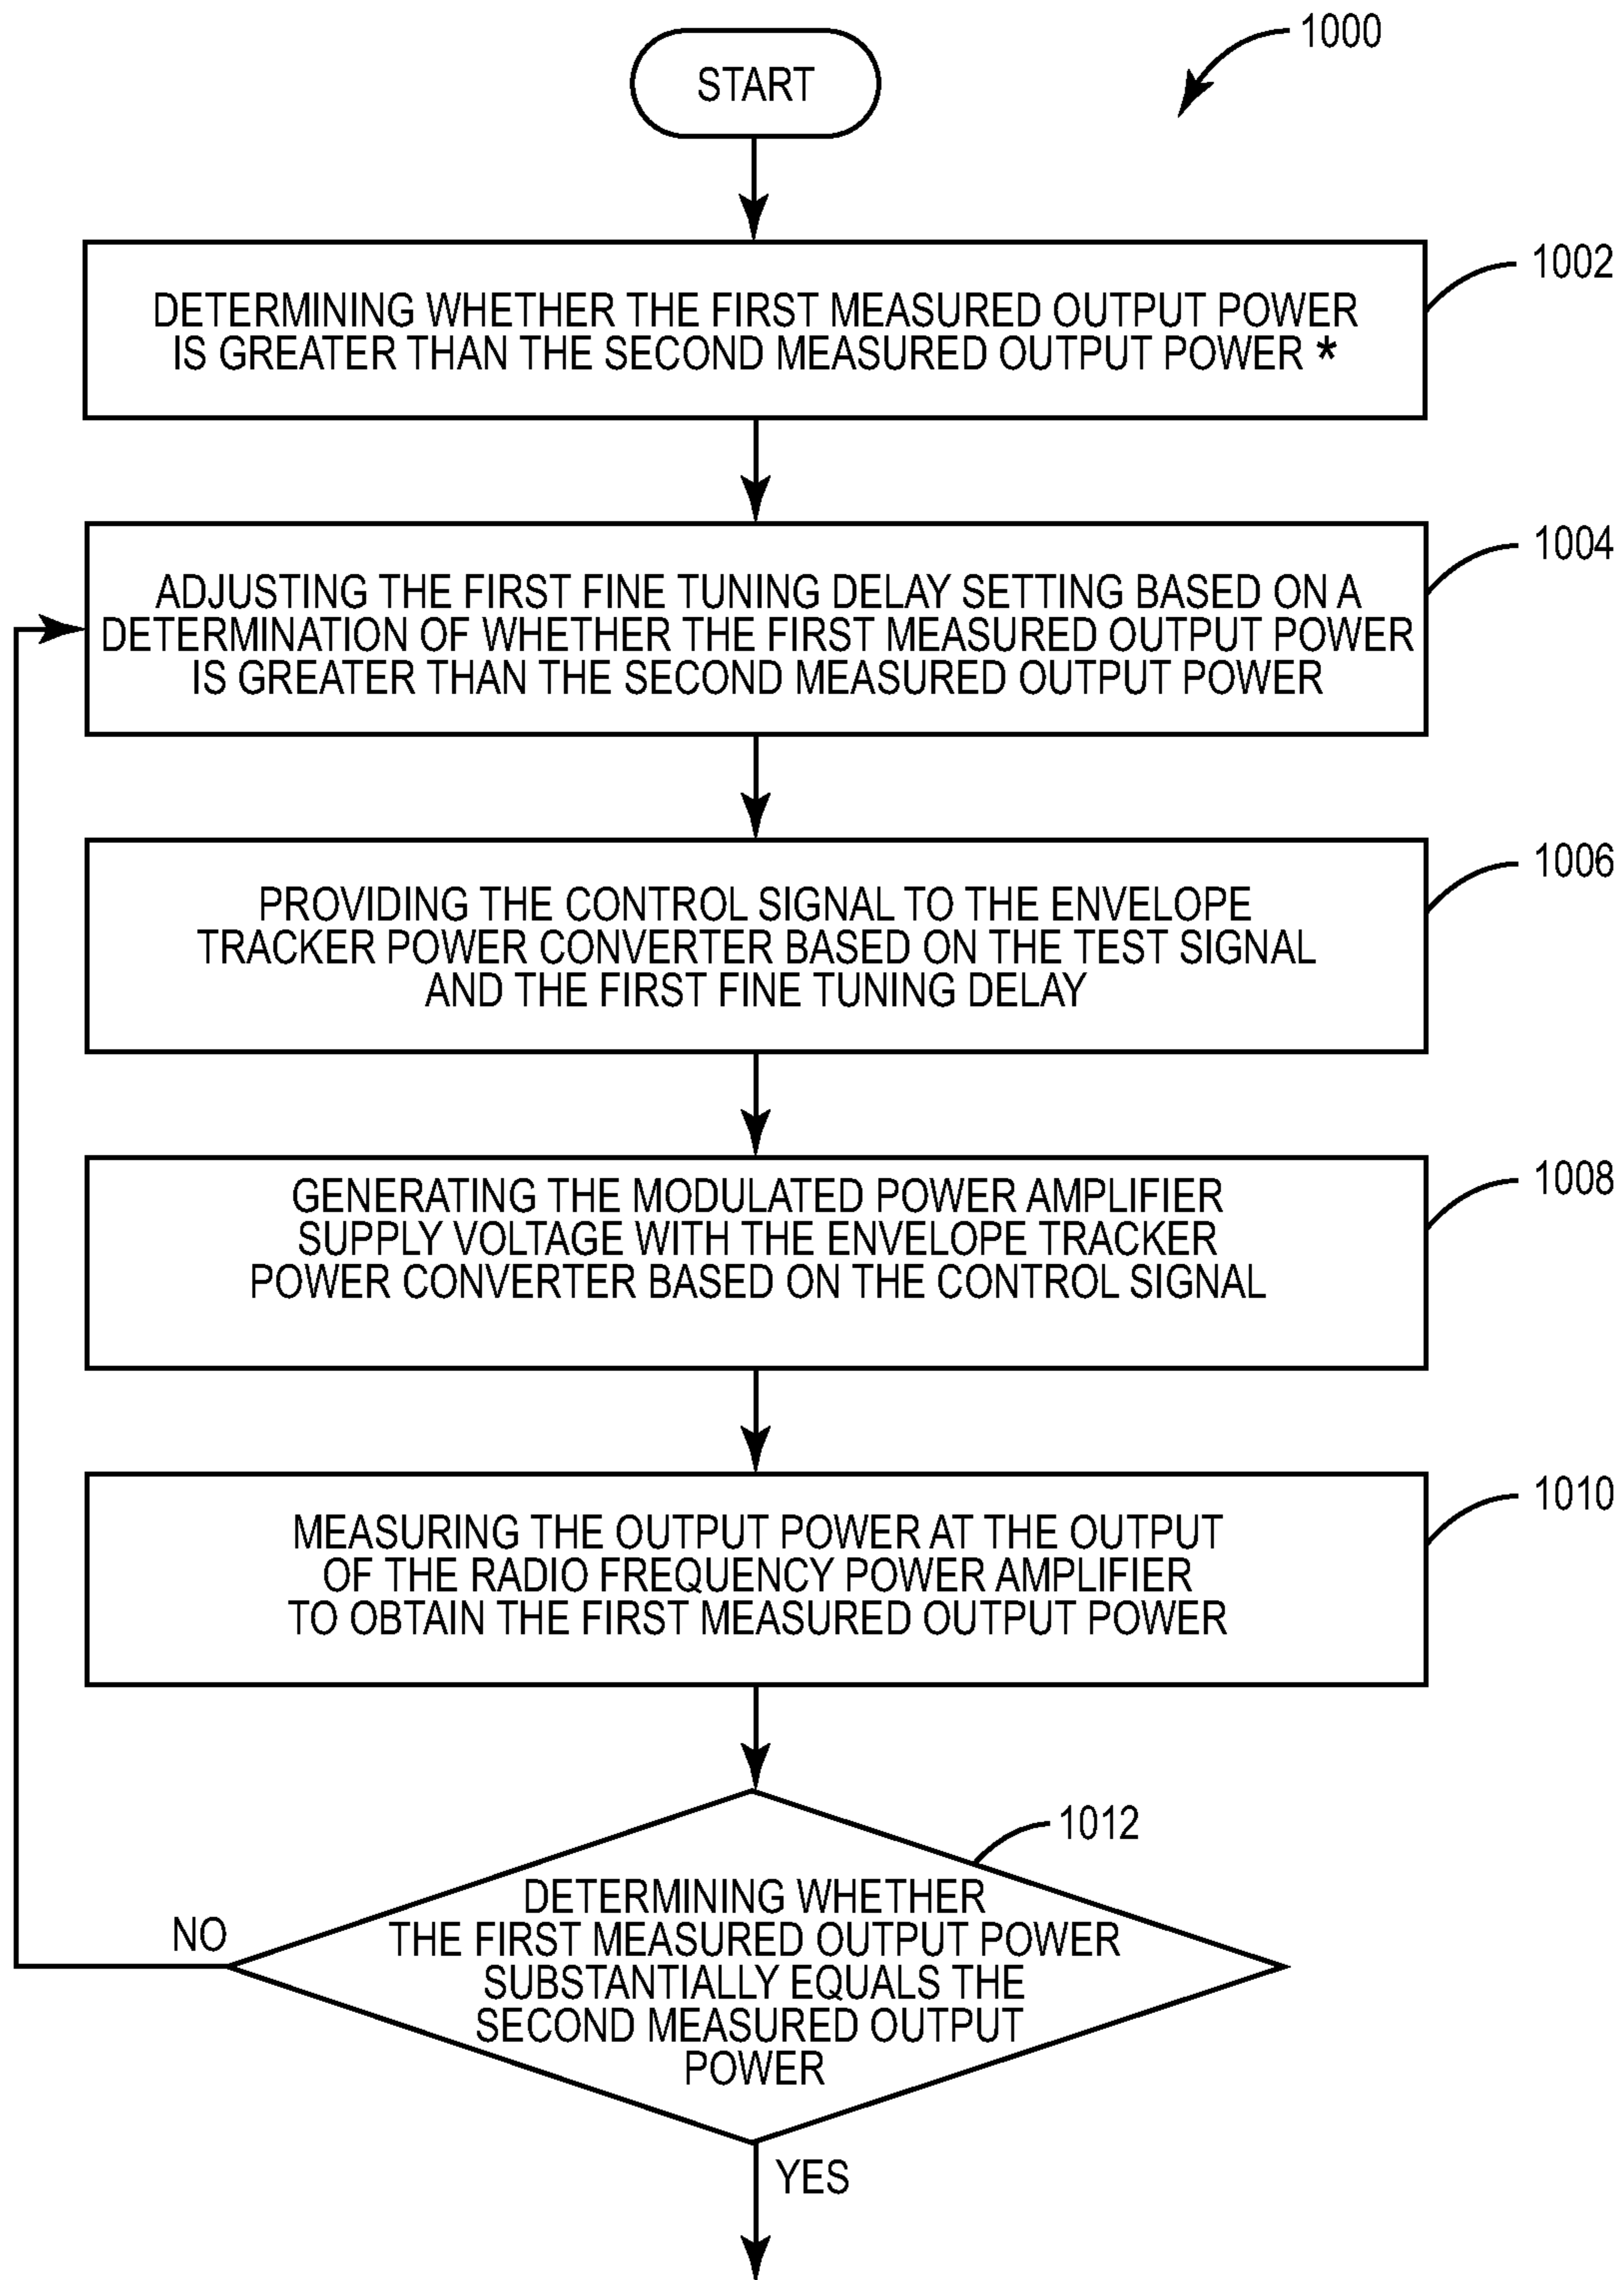 1000
START
1002
DETERMINING WHETHER THE FIRST MEASURED OUTPUT POWER
IS GREATER THAN THE SECOND MEASURED OUTPUT POWER *
1004
ADJUSTING THE FIRST FINE TUNING DELAY SETTING BASED ON A
DETERMINATION OF WHETHER THE FIRST MEASURED OUTPUT POWER
IS GREATER THAN THE SECOND MEASURED OUTPUT POWER
1006
PROVIDING THE CONTROL SIGNAL TO THE ENVELOPE
TRACKER POWER CONVERTER BASED ON THE TEST SIGNAL
AND THE FIRST FINE TUNING DELAY
1008
GENERATING THE MODULATED POWER AMPLIFIER
SUPPLY VOLTAGE WITH THE ENVELOPE TRACKER
POWER CONVERTER BASED ON THE CONTROL SIGNAL
1010
MEASURING THE OUTPUT POWER AT THE OUTPUT
OF THE RADIO FREQUENCY POWER AMPLIFIER
TO OBTAIN THE FIRST MEASURED OUTPUT POWER
1012
DETERMINING WHETHER
THE FIRST MEASURED OUTPUT POWER
SUBSTANTIALLY EQUALS THE
SECOND MEASURED OUTPUT
POWER
NO
YES